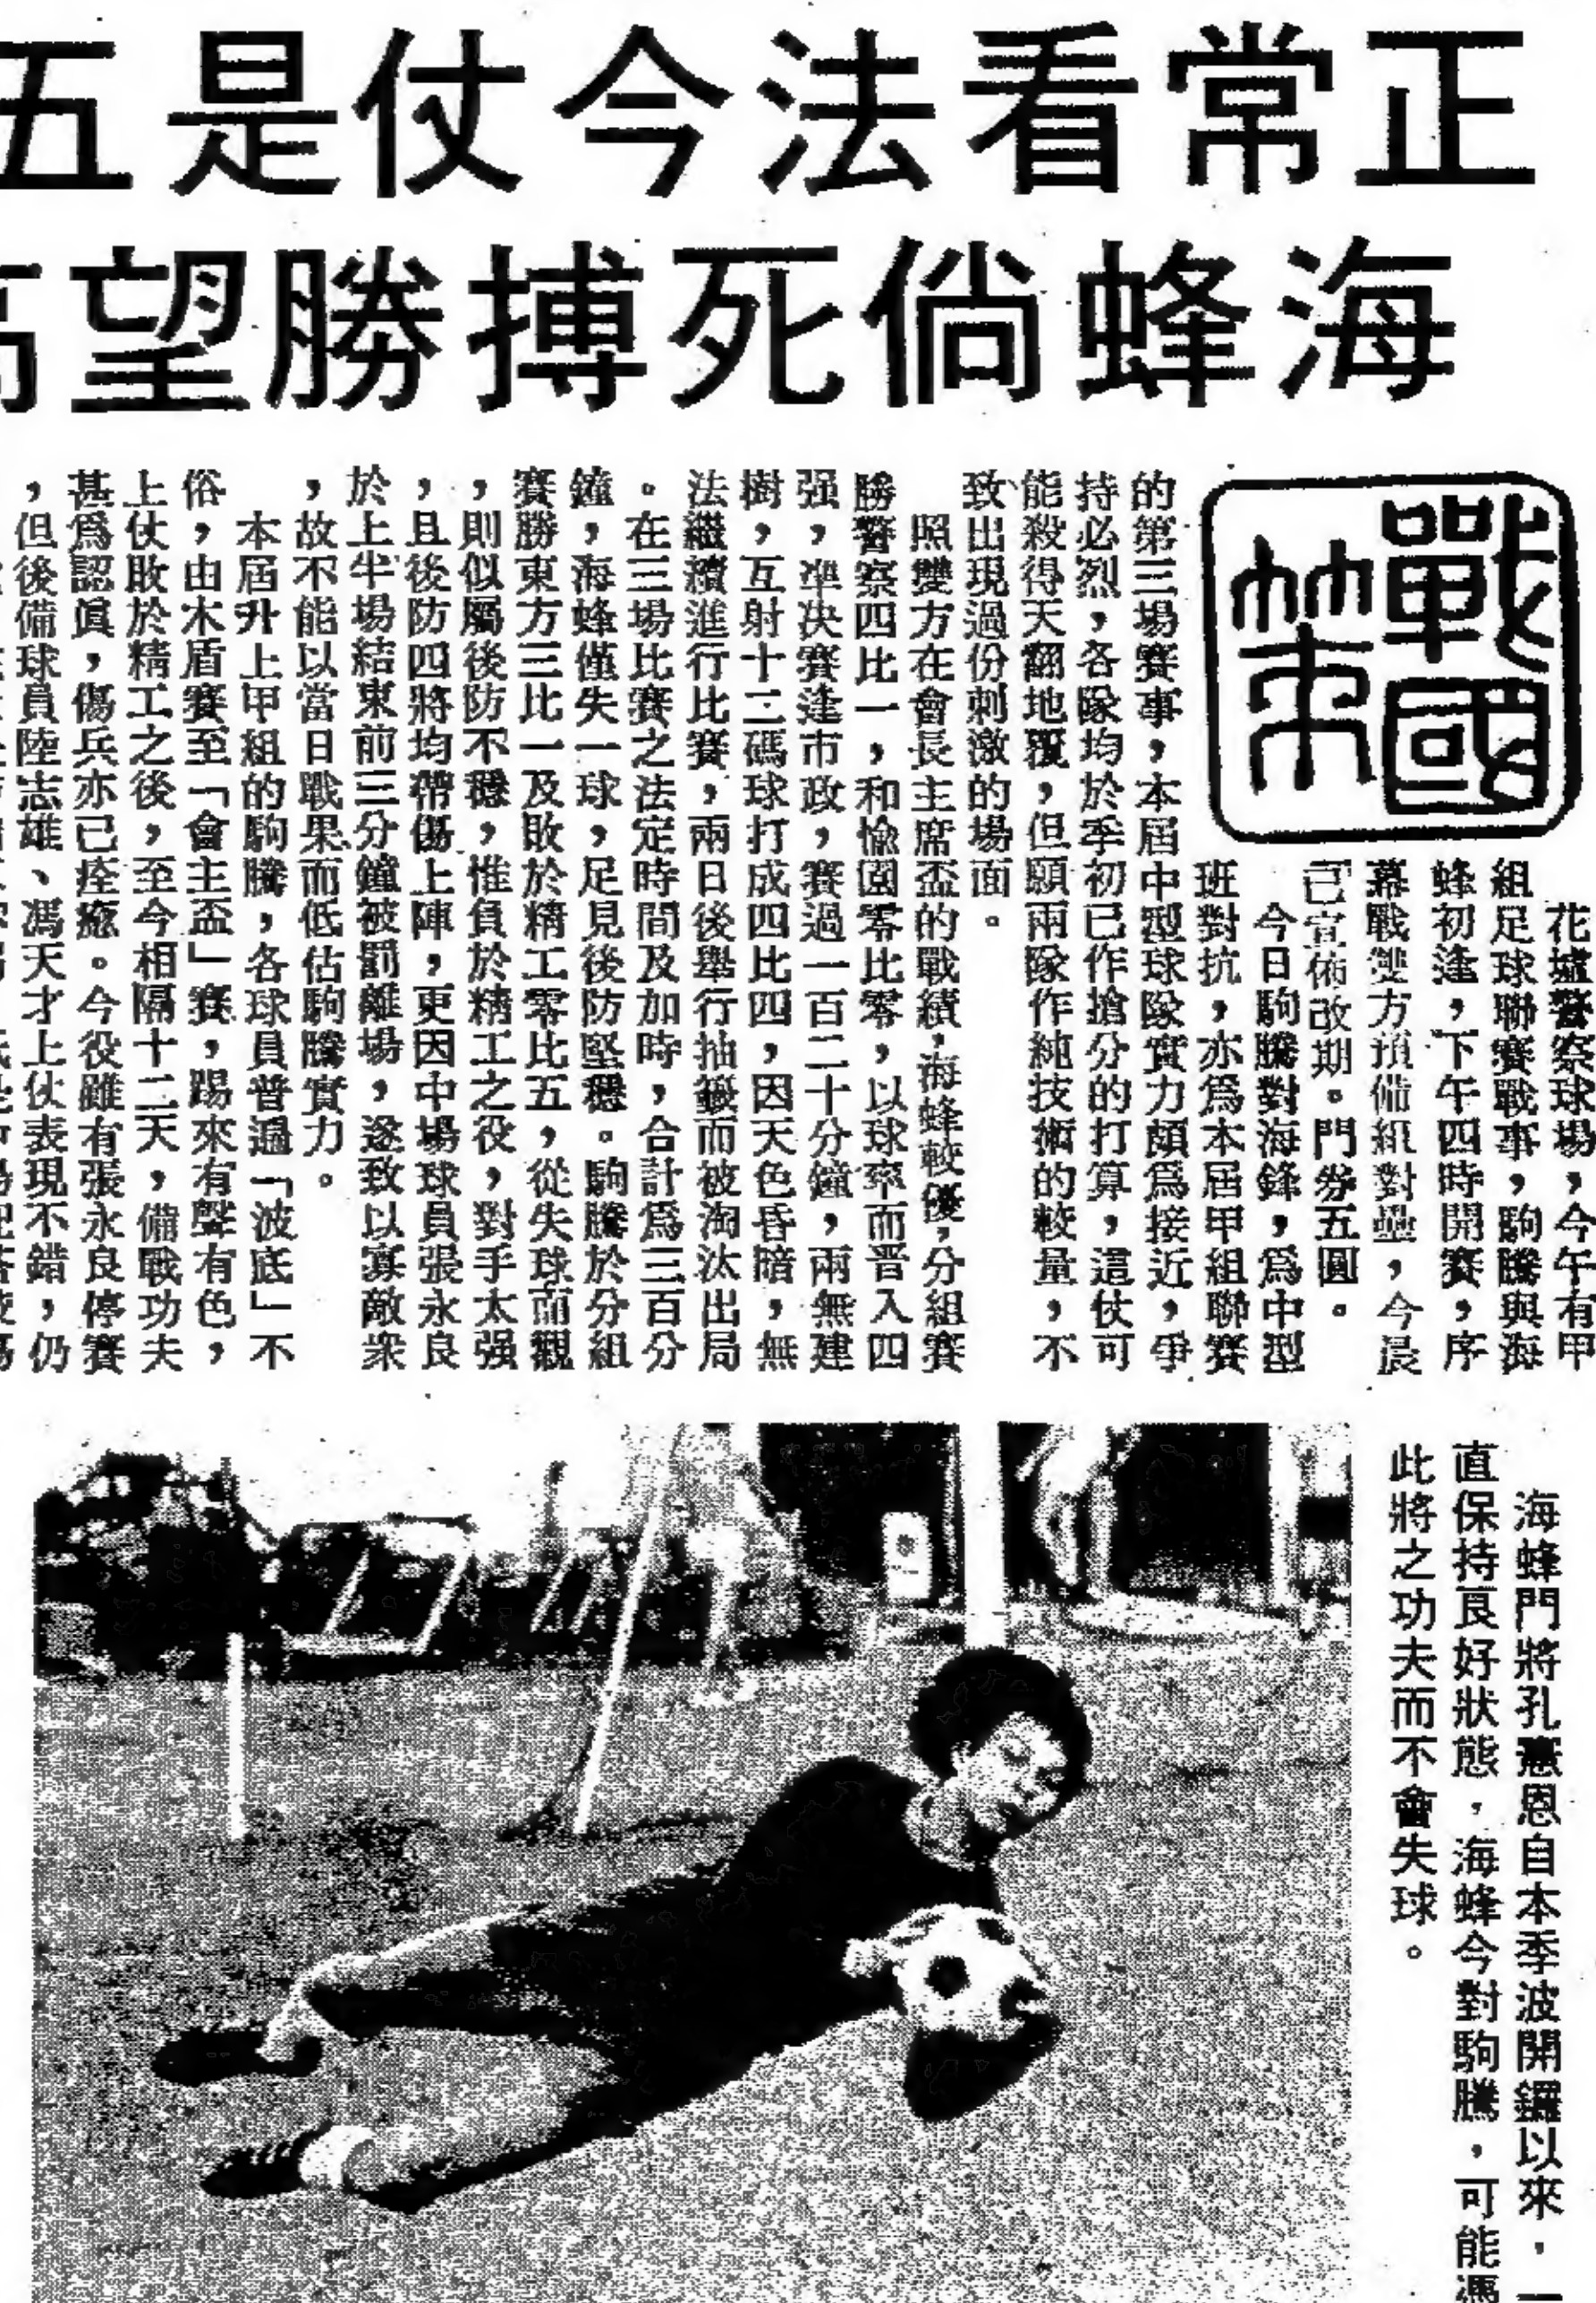 正常看法今仗是五
海蜂倘死搏勝望高
戰國策
花墟警察球場，今午有甲
組足球聯賽戰事，駒騰與海
蜂初逢，下午四時開賽，序
幕戰雙方預備組對壘，今晨
已宣佈改期。門券五圓。
今日駒騰對海鋒，爲中型
班對抗，亦爲本屆甲組聯賽
的第三場賽事，本屆中型球隊實力頗爲接近，爭
持必烈，各隊均於季初已作搶分的打算，這仗可
能殺得天翻地覆，但願兩隊作純技術的較量，不
致出現過份刺激的場面。
照雙方在會長主席盃的戰績，海蜂較優，分組賽
勝警察四比一，和愉園零比零，以球率而晋入四
强，準决賽逢市政，賽過一百二十分鐘，兩無建
樹，互射十二碼球打成四比四，因天色昏暗，無
法繼續進行比賽，兩日後舉行抽籤而被淘汰出局
。在三場比賽之法定時間及加時，合計爲三百分
鐘，海蜂僅失一球，足見後防堅穩。駒騰於分組
賽勝東方三比一及敗於精工零比五，從失球而觀
，則似屬後防不穩，惟負於精工之役，對手太强
，且後防四將均帶傷上陣，更因中場球員張永良
於上半場結束前三分鐘被罰離場，遂致以寡敵衆
，故不能以當日戰果而低估駒騰實力。
本屆升上甲組的駒騰，各球員普遍「波底」不
俗，由木盾賽至「會主盃」賽，踢來有聲有色，
上仗敗於精工之後，至今相隔十二天，備戰功夫
甚爲認眞，傷兵亦已痊癒。今役雖有張永良停賽
，但後備球員陸志雄、馮天才上仗表現不錯，仍
海蜂門將孔憲恩自本季波開鑼以來，一
直保持良好狀態，海蜂今對駒騰，可能憑
此將之功夫而不會失球。